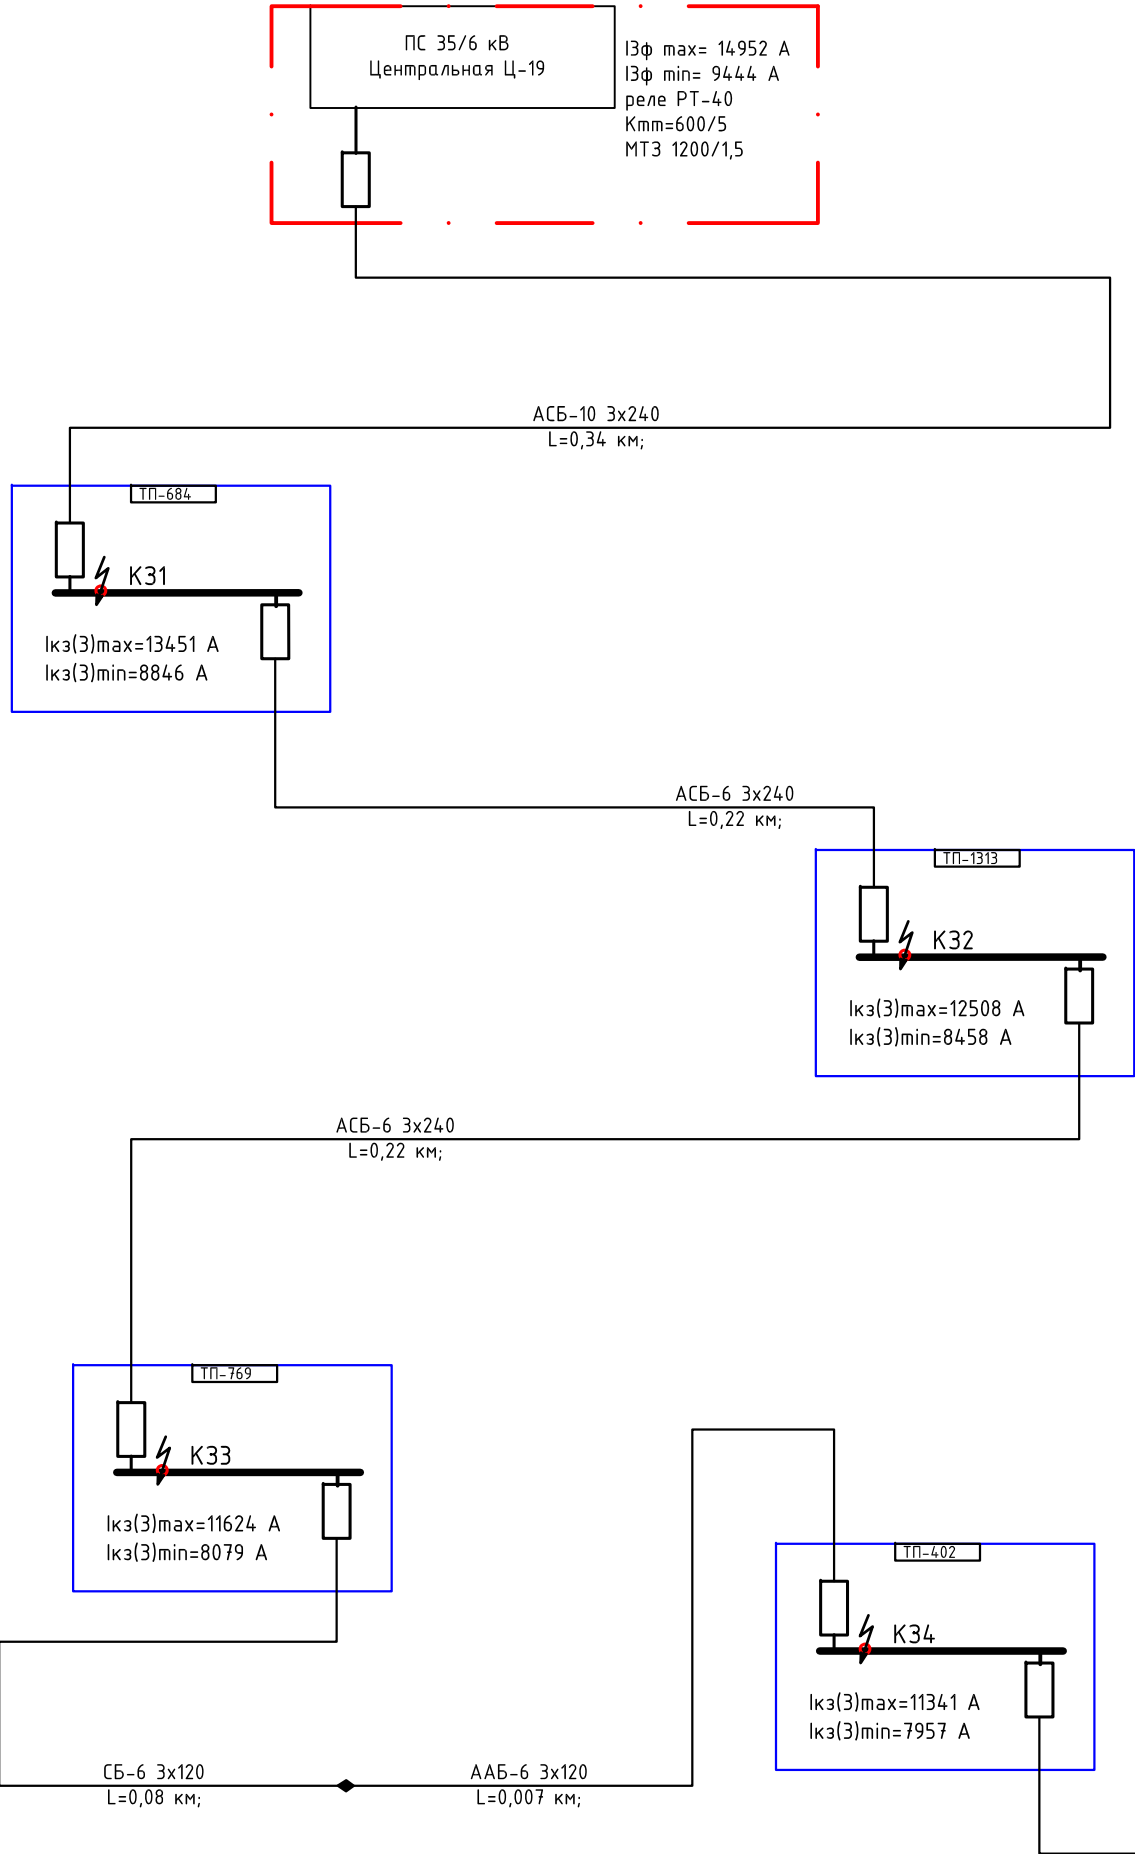 ПС 35/6 кВ
Центральная Ц-19
I3ф max= 14952 А
I3ф min= 9444 А
реле РТ-40
Kтт=600/5
МТЗ 1200/1,5
АСБ-10 3х240
L=0,34 км;
ТП-684
К31
Iкз(3)max=13451 А
Iкз(3)min=8846 А
АСБ-6 3х240
L=0,22 км;
ТП-1313
К32
Iкз(3)max=12508 А
Iкз(3)min=8458 А
АСБ-6 3х240
L=0,22 км;
ТП-769
К33
Iкз(3)max=11624 А
Iкз(3)min=8079 А
ТП-402
К34
Iкз(3)max=11341 А
Iкз(3)min=7957 А
СБ-6 3х120
L=0,08 км;
ААБ-6 3х120
L=0,007 км;